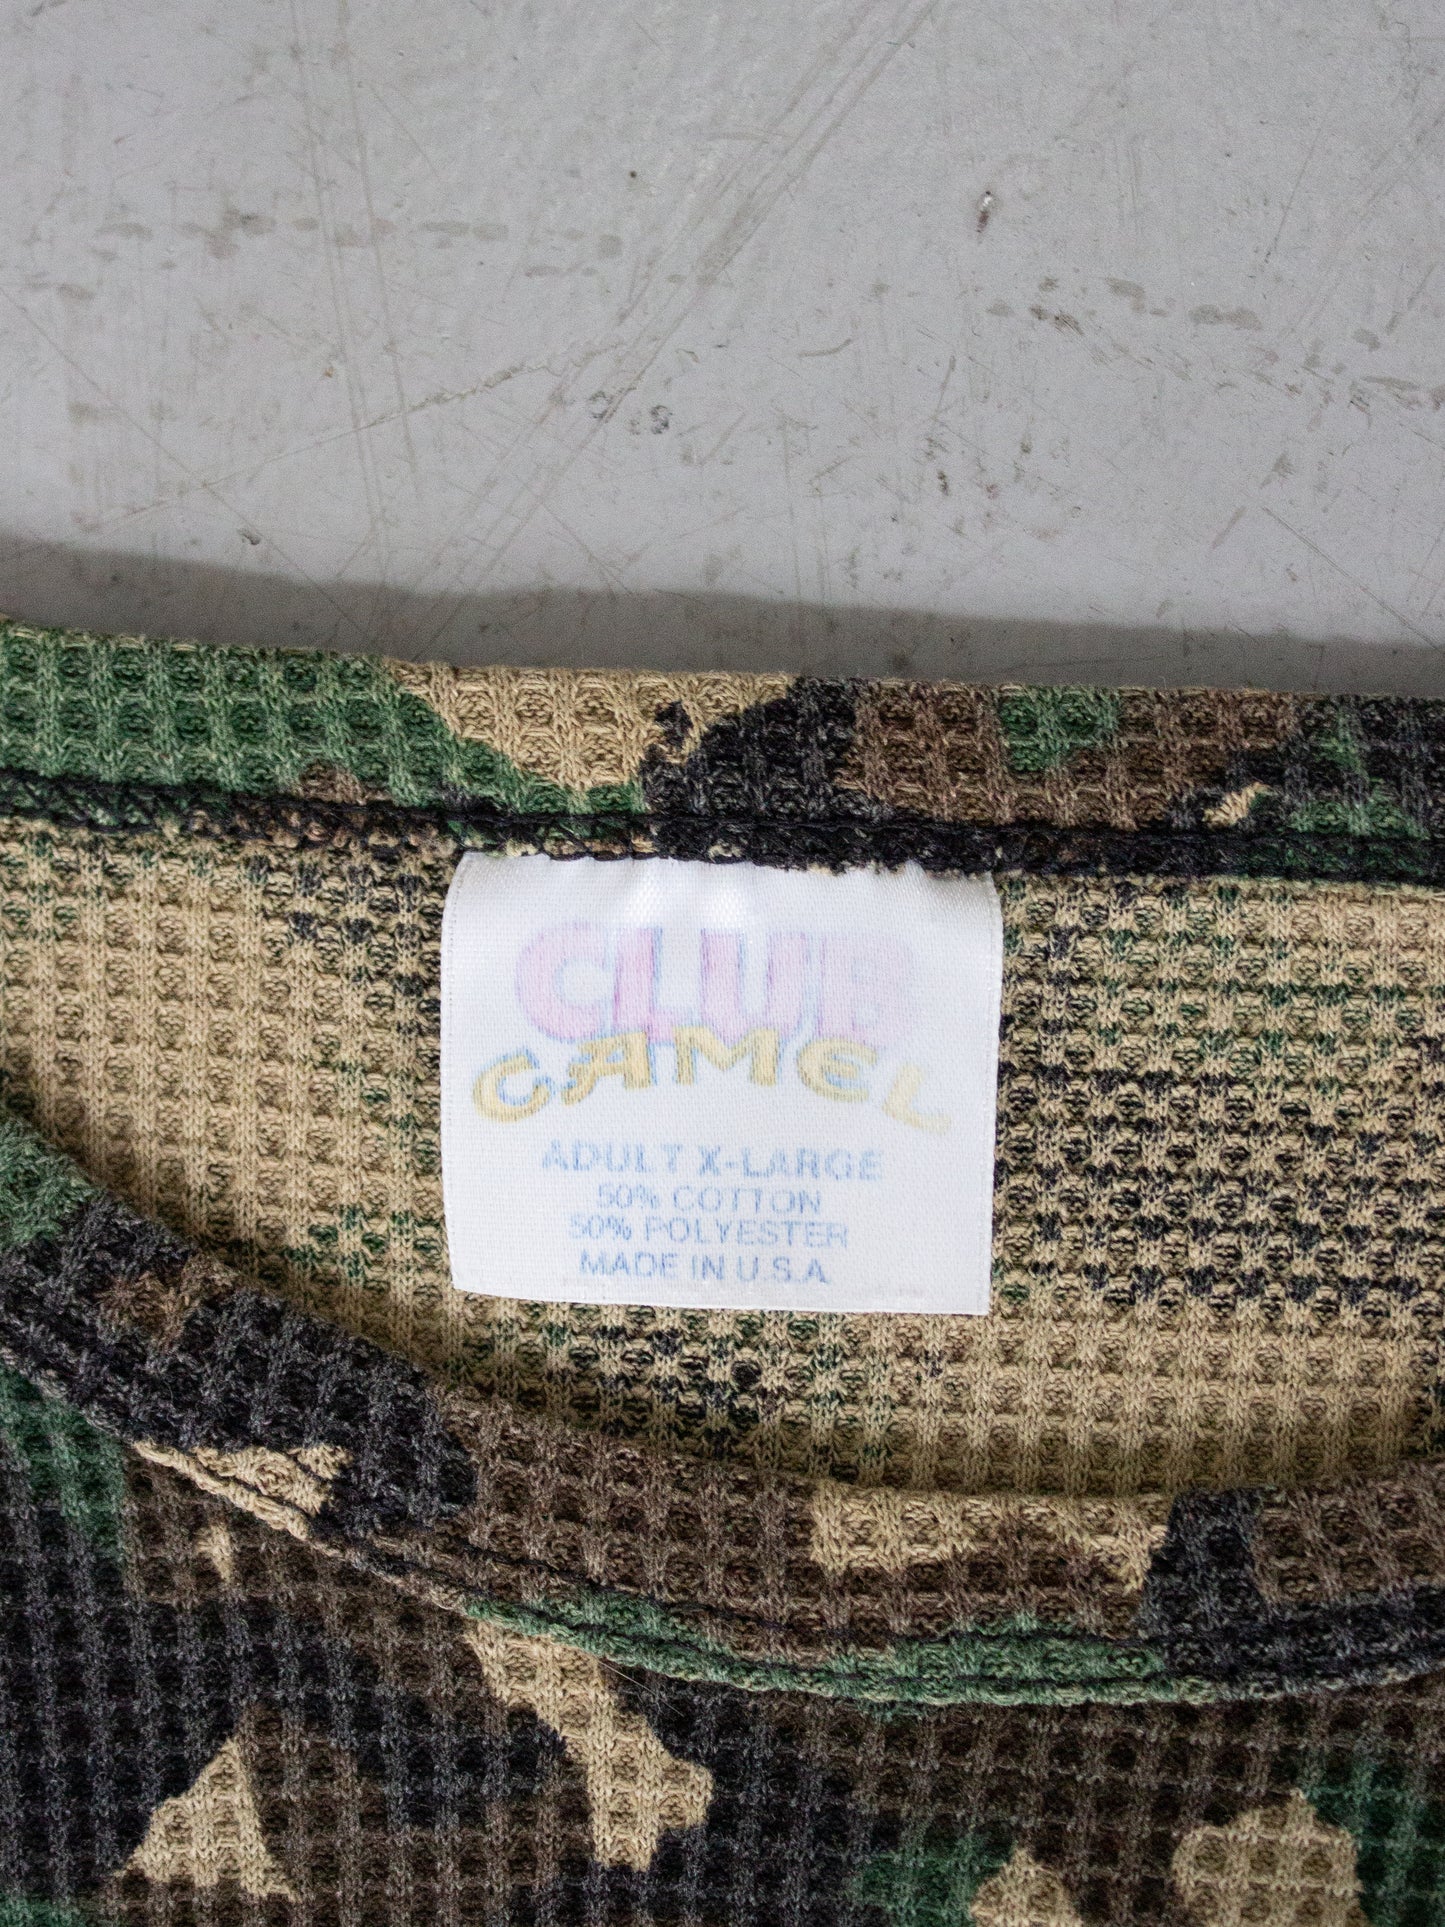 CLUB
CAMEL
ADULT X-LARGE
50% COTTON
50% POLYESTER
MADE IN U.S.A